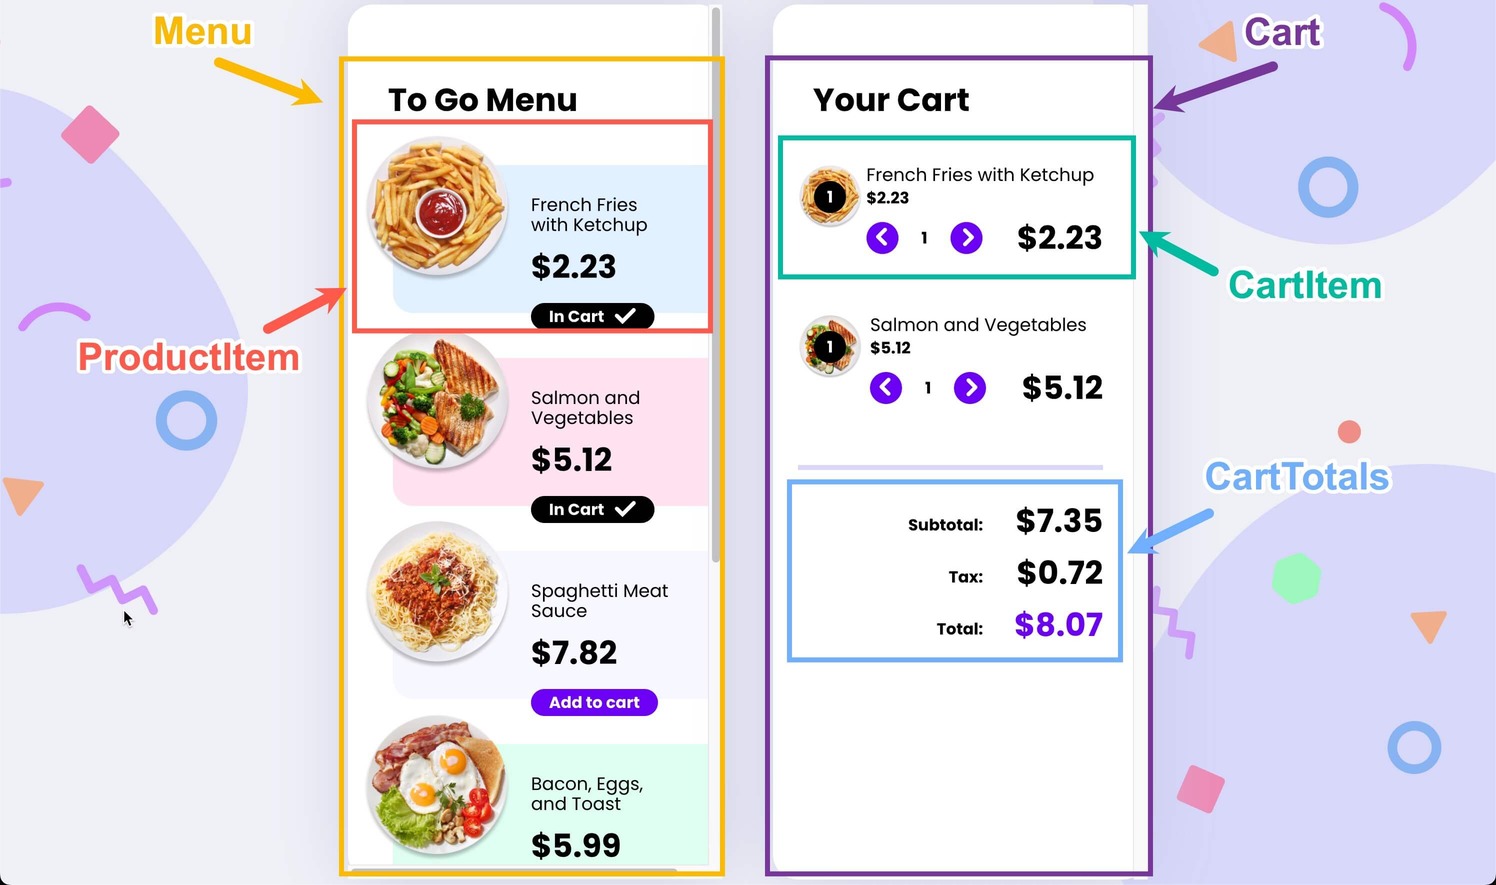 Menu
To Go Menu
French Fries
with Ketchup
$2.23
In Cart
ProductItem
Salmon and
Vegetables
$5.12
In Cart
Spaghetti Meat
Sauce
$7.82
Add to cart
Bacon, Eggs,
and Toast
$5.99
Cart
Your Cart
1
French Fries with Ketchup
$2.23
1
$2.23
CartItem
1
Salmon and Vegetables
$5.12
1
$5.12
CartTotals
Subtotal: $7.35
Tax: $0.72
Total: $8.07